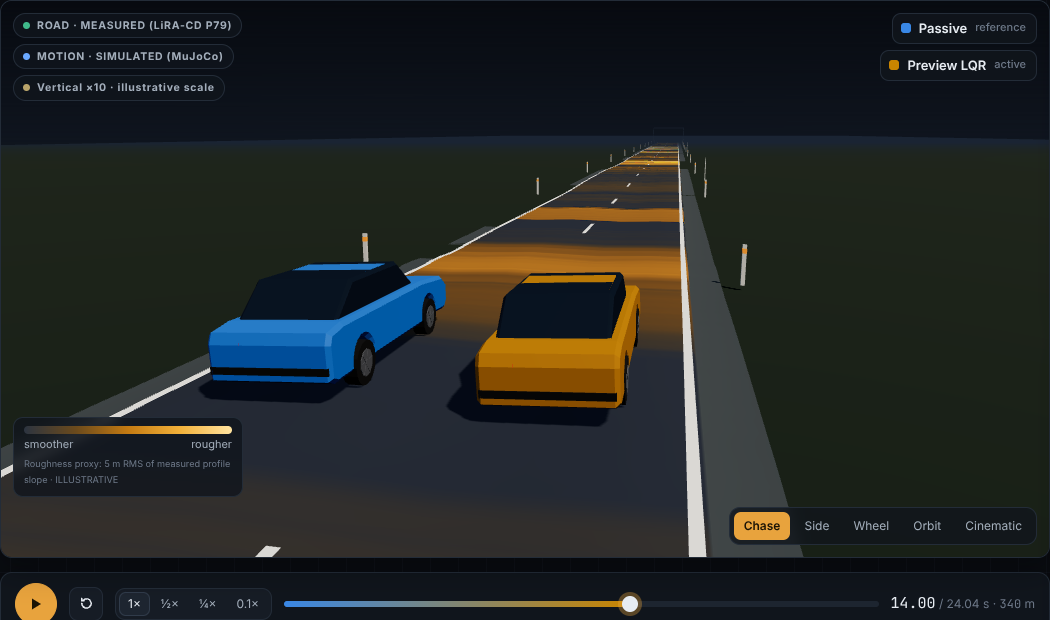 ROAD · MEASURED (LiRA-CD P79)
MOTION · SIMULATED (MuJoCo)
Vertical ×10 · illustrative scale
Passive reference
Preview LQR active
smoother rougher
Roughness proxy: 5 m RMS of measured profile
slope · ILLUSTRATIVE
Chase Side Wheel Orbit Cinematic
1× ½× ¼× 0.1× 14.00 / 24.04 s · 340 m